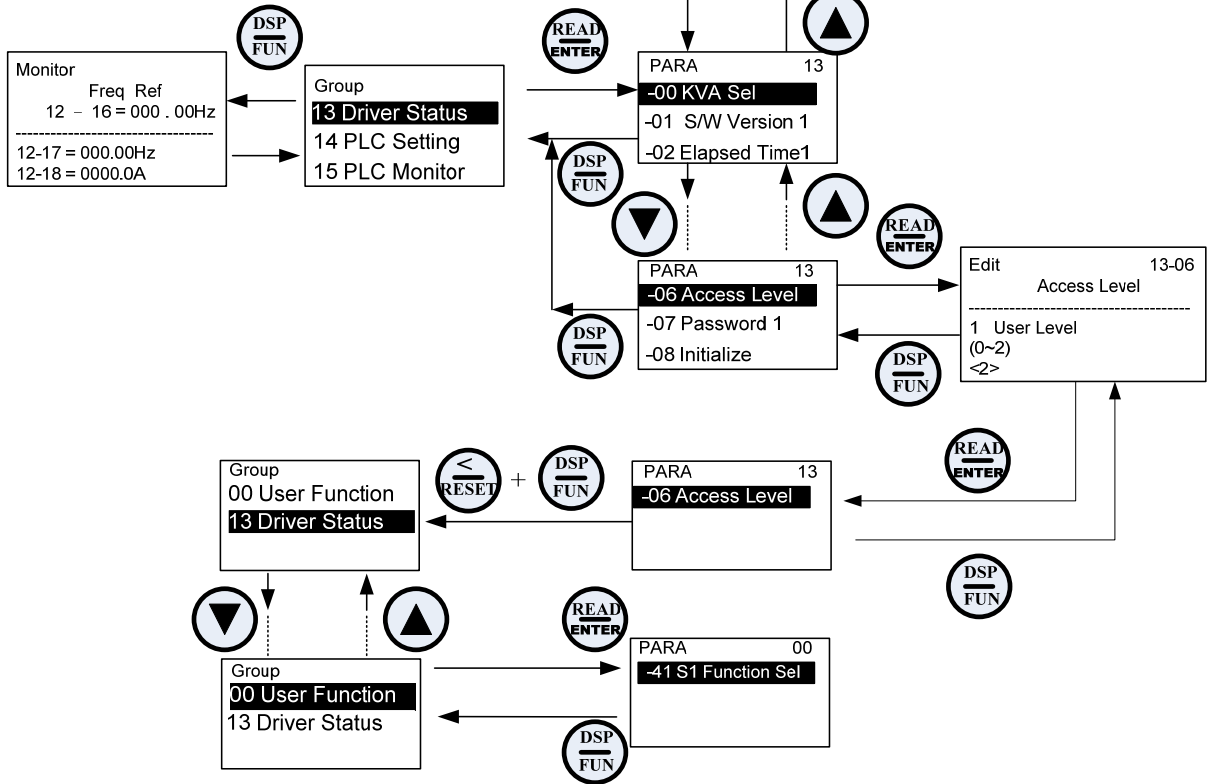 DSP
FUN
Monitor
Freq Ref
12 – 16 = 000 . 00Hz
12-17 = 000.00Hz
12-18 = 0000.0A
Group
13 Driver Status
14 PLC Setting
15 PLC Monitor
READ
ENTER
PARA 13
-00 KVA Sel
-01 S/W Version 1
-02 Elapsed Time1
DSP
FUN
READ
ENTER
PARA 13
-06 Access Level
-07 Password 1
-08 Initialize
DSP
FUN
Edit 13-06
Access Level
1 User Level
(0~2)
<2>
DSP
FUN
READ
ENTER
PARA 13
-06 Access Level
DSP
FUN
<
RESET
+
DSP
FUN
Group
00 User Function
13 Driver Status
READ
ENTER
Group
00 User Function
13 Driver Status
PARA 00
-41 S1 Function Sel
DSP
FUN